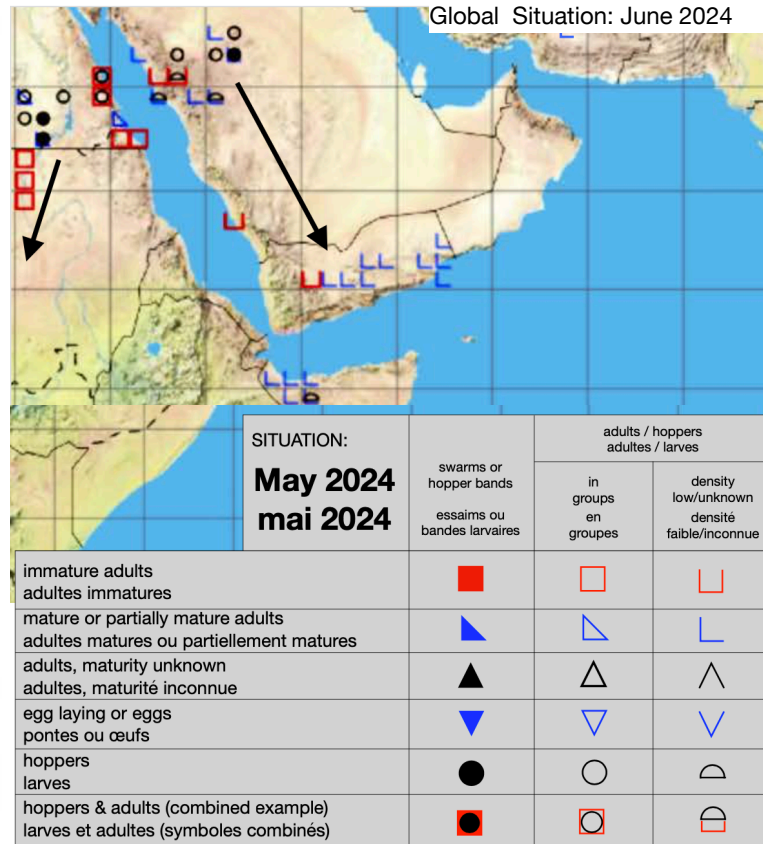 Global Situation: June 2024
SITUATION:
May 2024
mai 2024
swarms or
hopper bands
essaims ou
bandes larvaires
adults / hoppers
adultes / larves
in
groups
en
groupes
density
low/unknown
densité
faible/inconnue
immature adults
adultes immatures
mature or partially mature adults
adultes matures ou partiellement matures
adults, maturity unknown
adultes, maturité inconnue
egg laying or eggs
pontes ou œufs
hoppers
larves
hoppers & adults (combined example)
larves et adultes (symboles combinés)